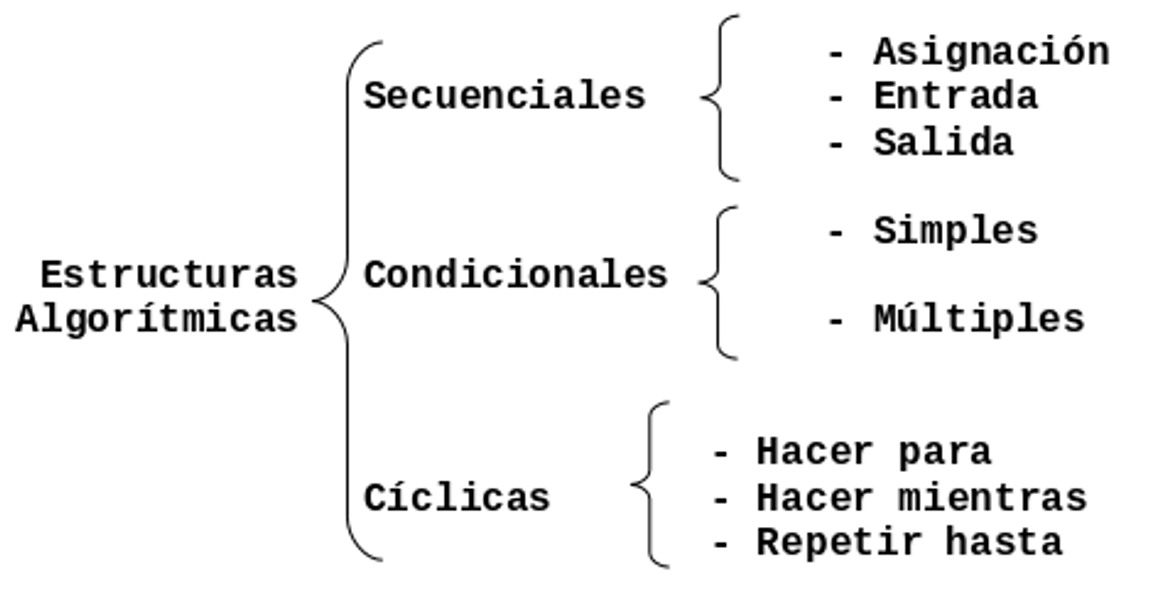 Estructuras
Algorítmicas
Secuenciales
- Asignación
- Entrada
- Salida
Condicionales
- Simples
- Múltiples
Cíclicas
- Hacer para
- Hacer mientras
- Repetir hasta